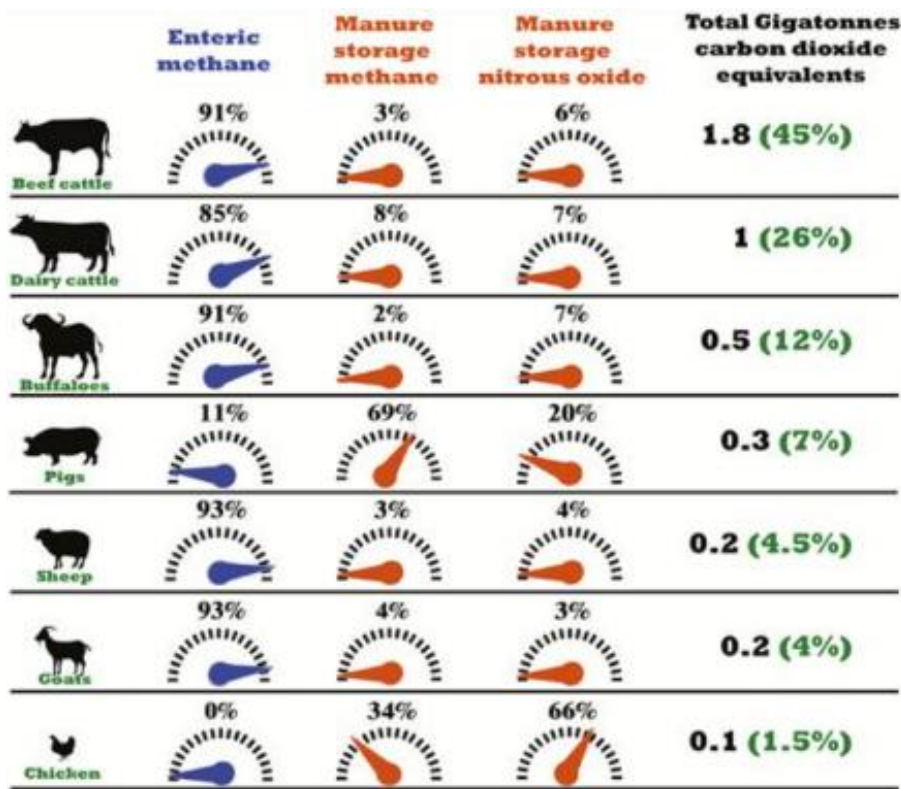 Enteric methane
Manure storage methane
Manure storage nitrous oxide
Total Gigatonnes carbon dioxide equivalents
91% 3% 6%
1.8 (45%)
Beef cattle
85% 8% 7%
1 (26%)
Dairy cattle
91% 2% 7%
0.5 (12%)
Buffaloes
11% 69% 20%
0.3 (7%)
Pigs
93% 3% 4%
0.2 (4.5%)
Sheep
93% 4% 3%
0.2 (4%)
Goats
0% 34% 66%
0.1 (1.5%)
Chicken